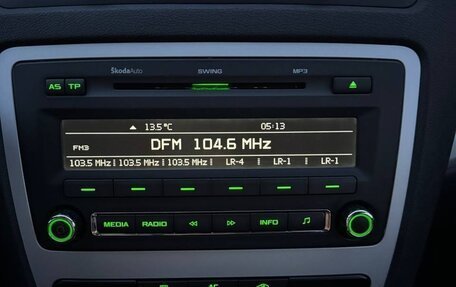 ŠkodaAuto SWING MP3
AS TP
13.5°C 05:13
FM3 DFM 104.6 MHz
103.5 MHz 103.5 MHz 103.5 MHz LR-4 LR-1 LR-1
MEDIA RADIO INFO